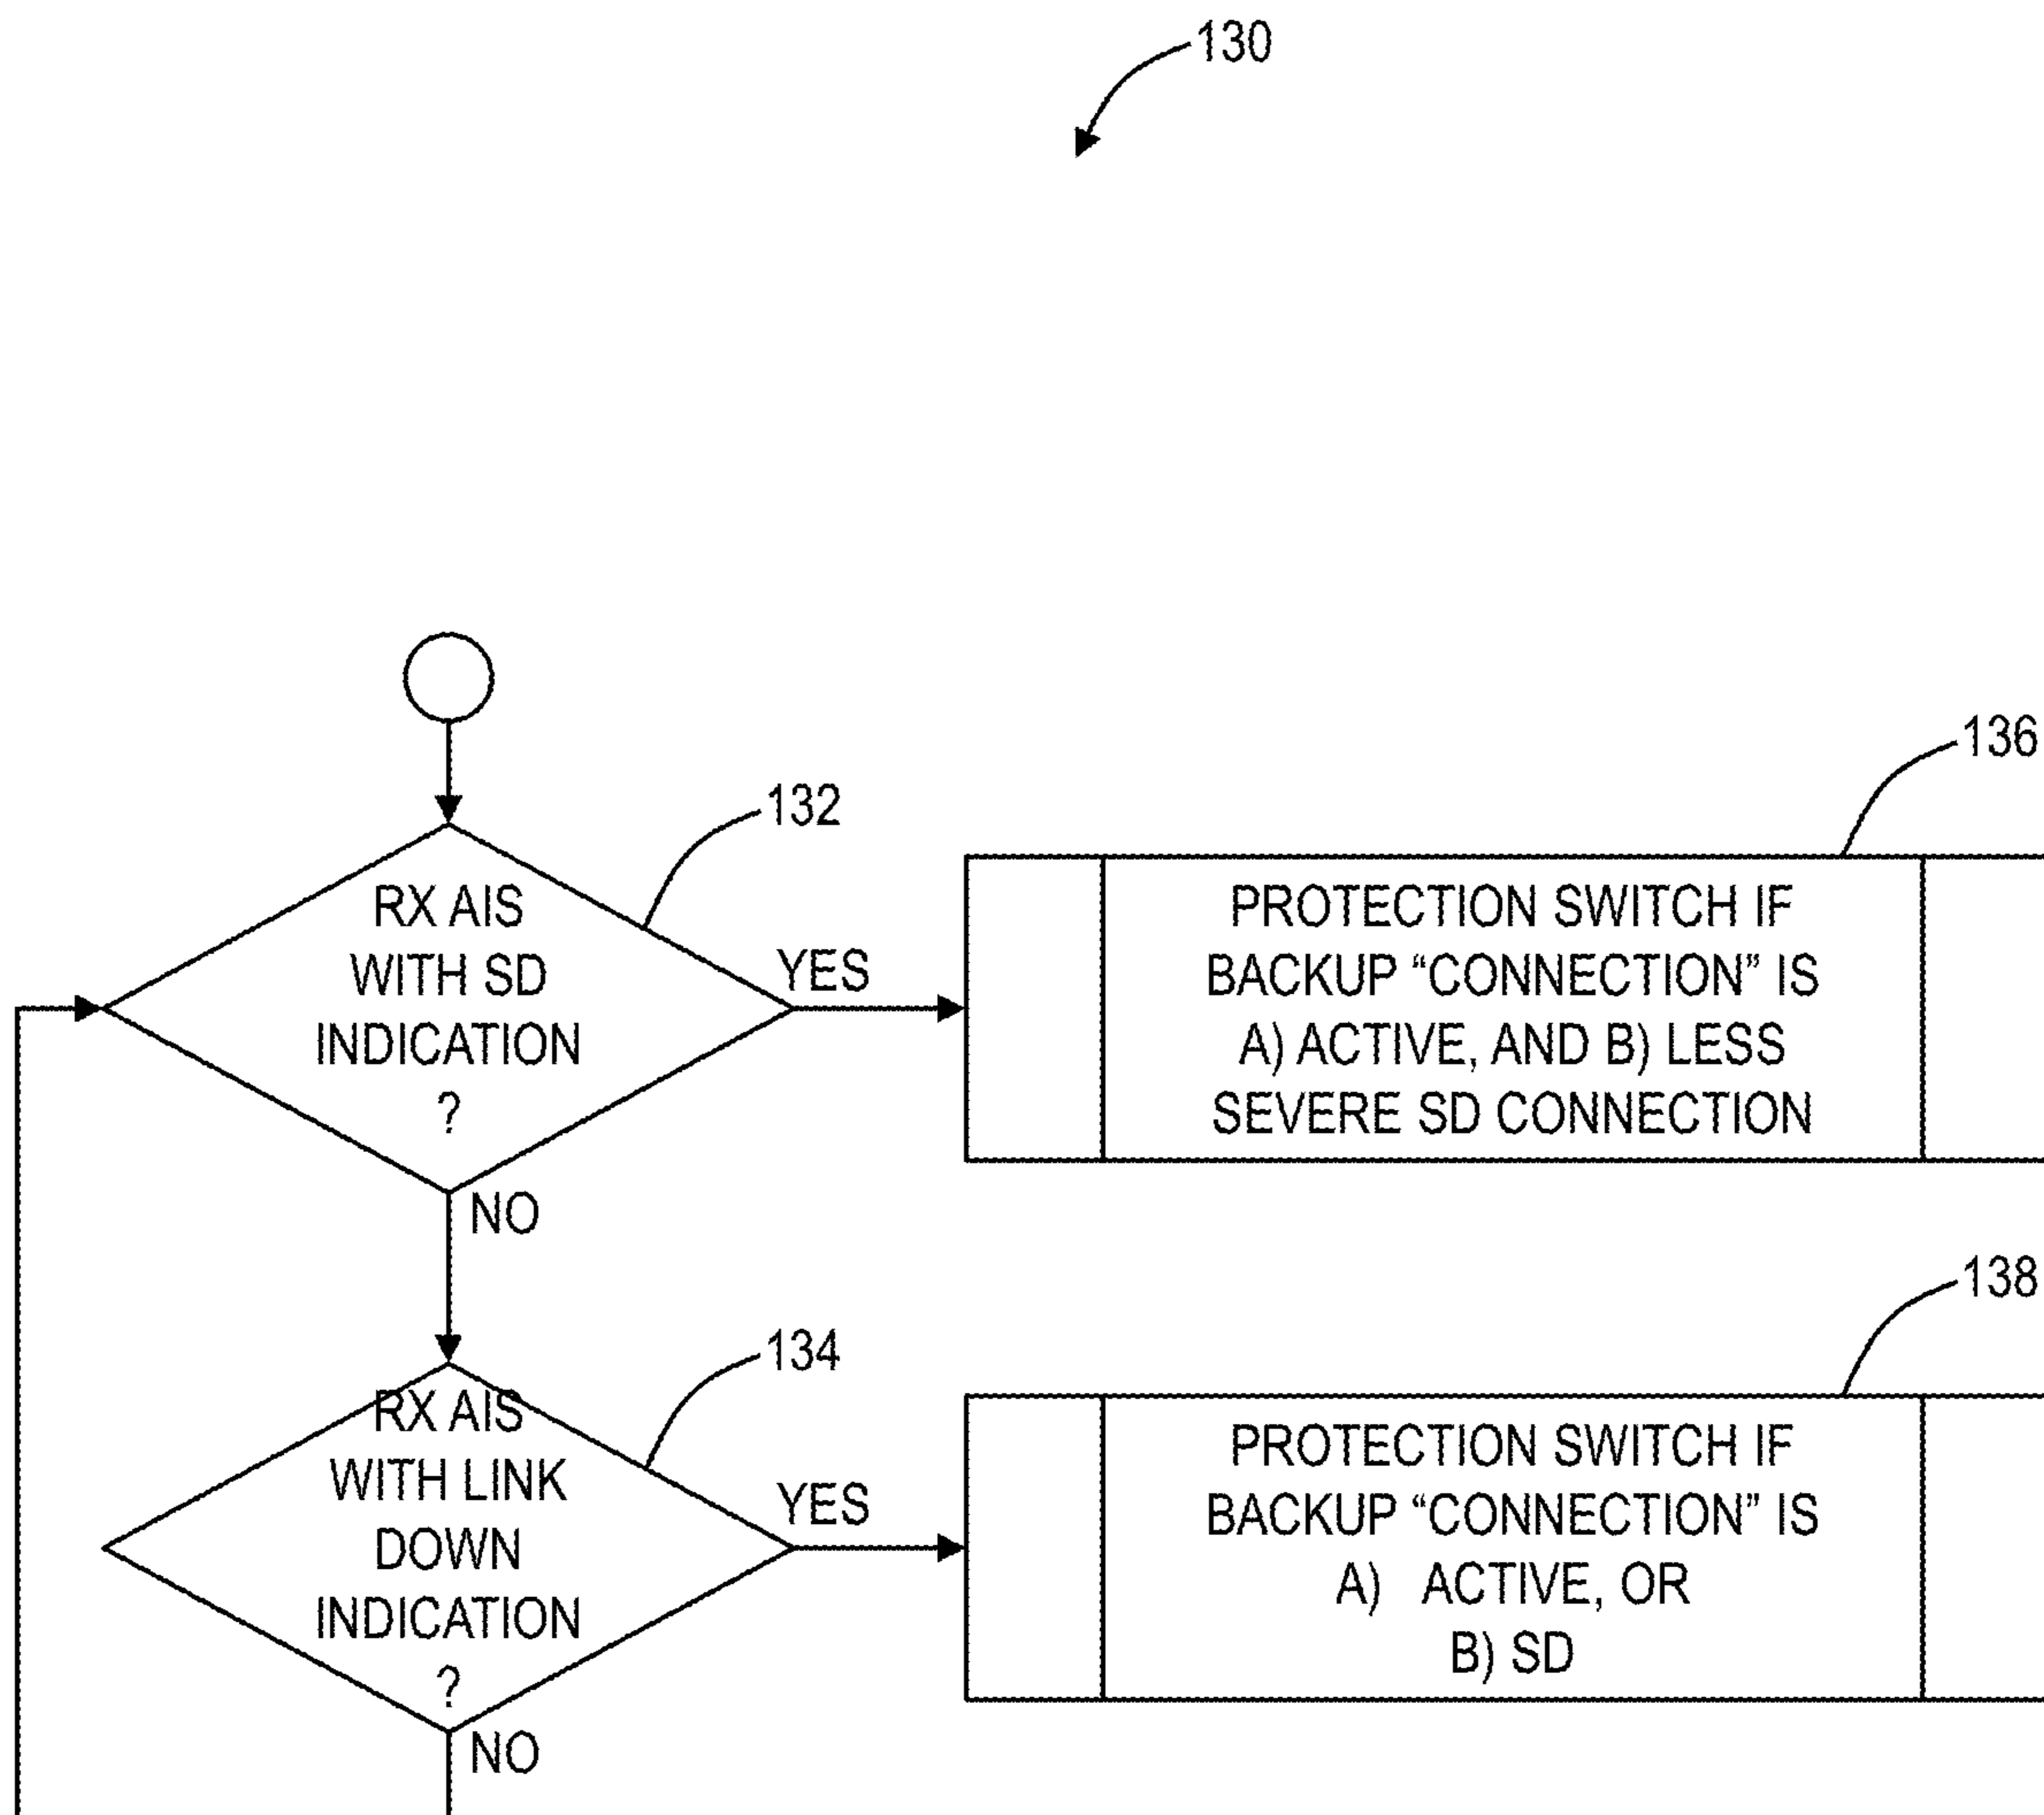 130
136
132
RX AIS
WITH SD
INDICATION
?
YES
PROTECTION SWITCH IF
BACKUP “CONNECTION” IS
A) ACTIVE, AND B) LESS
SEVERE SD CONNECTION
NO
138
134
RX AIS
WITH LINK
DOWN
INDICATION
?
YES
PROTECTION SWITCH IF
BACKUP “CONNECTION” IS
A) ACTIVE, OR
B) SD
NO